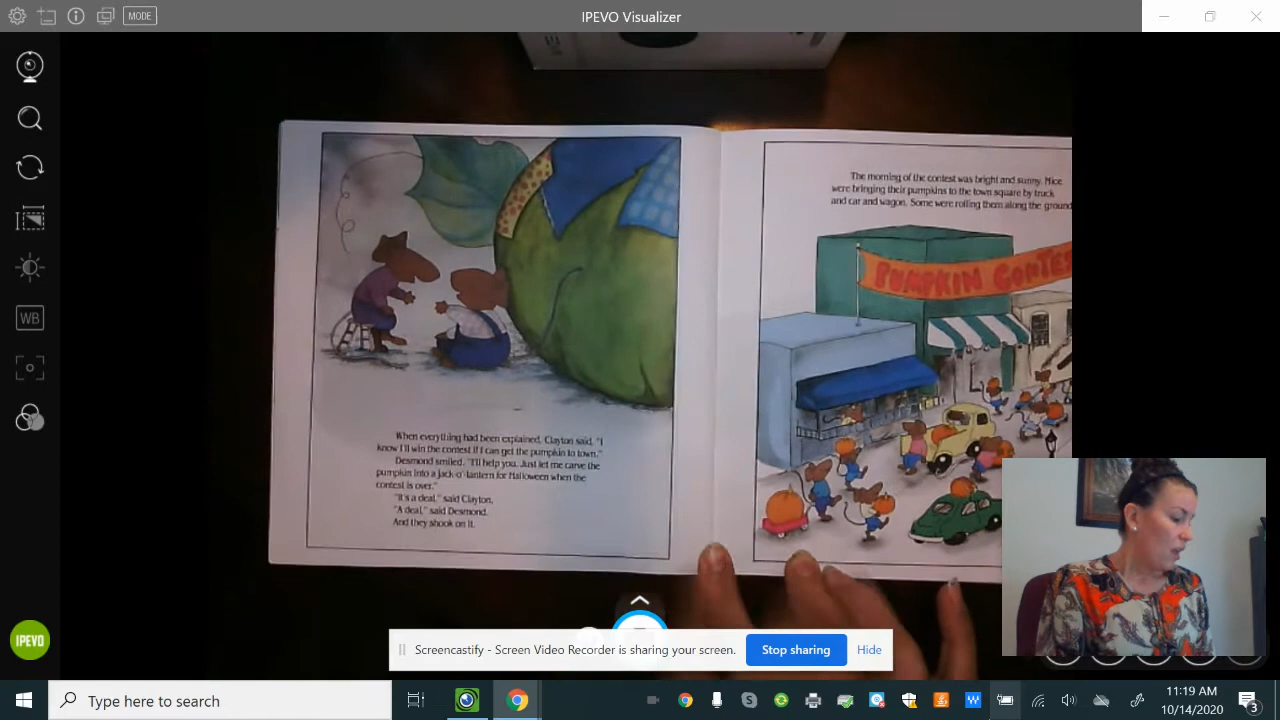 MODE
IPEVO Visualizer
WB
IPEVO
The morning of the contest was bright and sunny. Mice
were bringing their pumpkins to the town square by truck
and car and wagon. Some were rolling them along the ground
PUMPKIN CONTES
When everything had been explained, Clayton said, "I
know I'll win the contest if I can get the pumpkin to town."
Desmond smiled. "I'll help you. Just let me carve the
pumpkin into a jack-o'-lantern for Halloween when the
contest is over."
"It's a deal," said Clayton.
"A deal," said Desmond.
And they shook on it.
Screencastify - Screen Video Recorder is sharing your screen.
Stop sharing
Hide
Type here to search
11:19 AM
10/14/2020
3